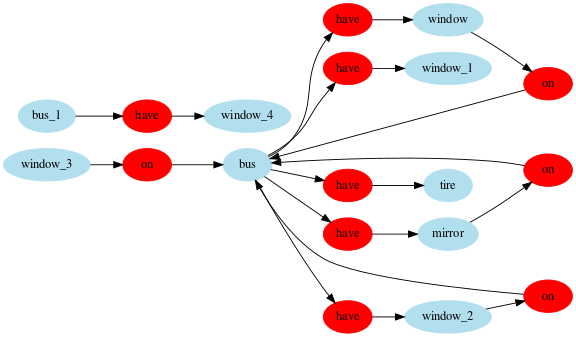 have
window
have
window_1
on
bus_1
have
window_4
window_3
on
bus
on
have
tire
have
mirror
on
have
window_2